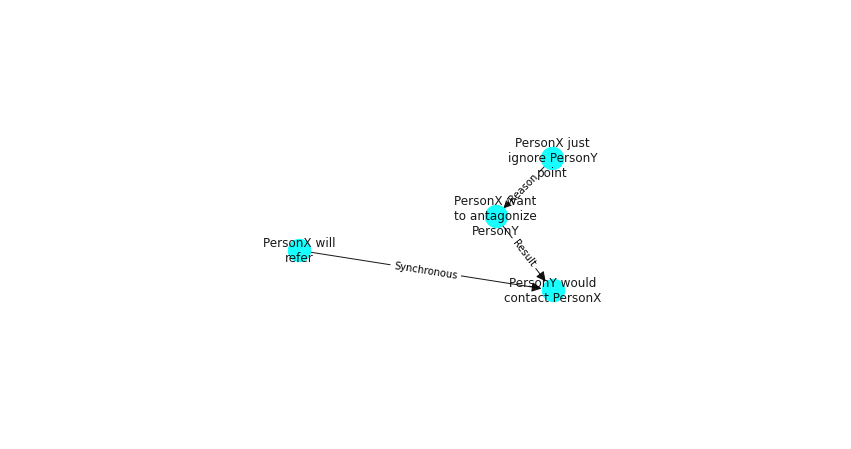 PersonX just
ignore PersonY
point
Reason
PersonX want
to antagonize
PersonY
Result
PersonX will
refer
Synchronous
PersonY would
contact PersonX